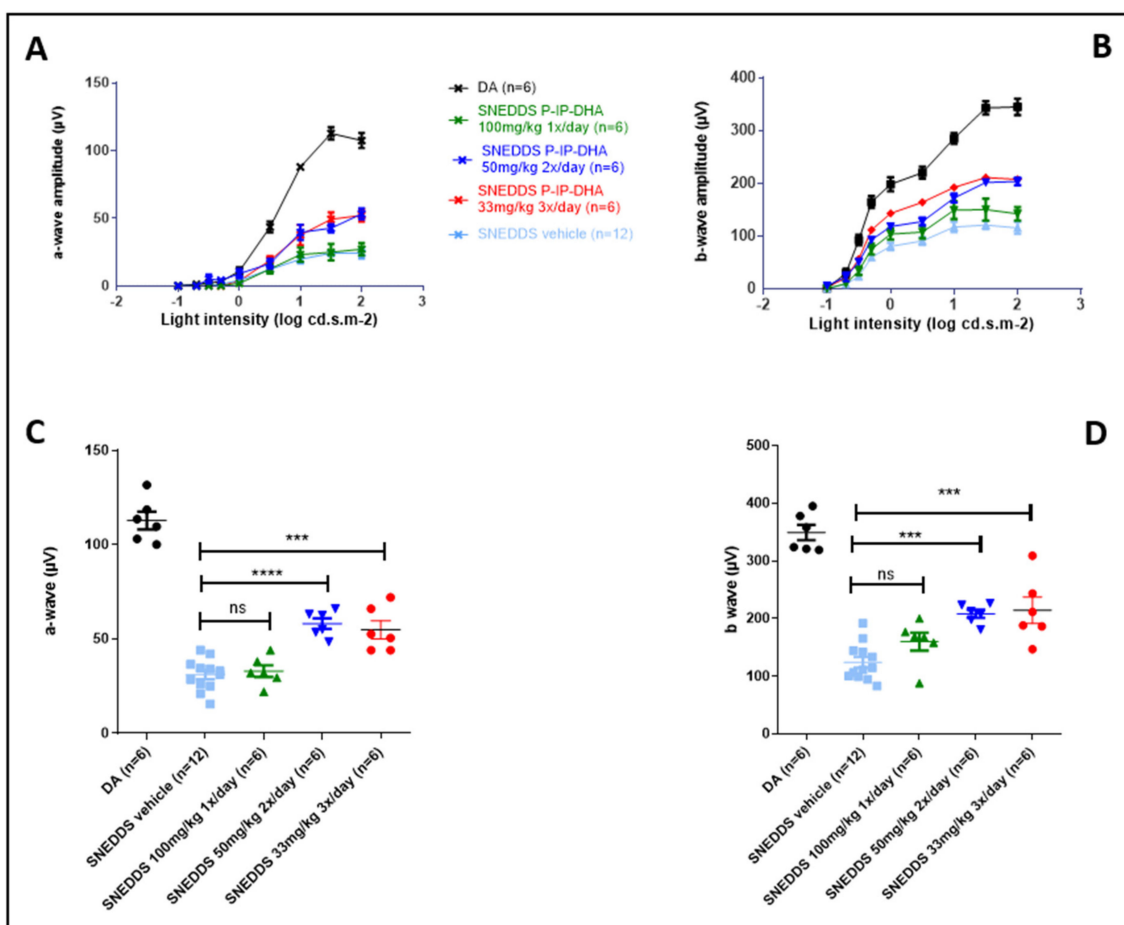 A
a-wave amplitude (µV)
150
100
50
0
-2
-1
0
1
2
3
Light intensity (log cd.s.m-2)
DA (n=6)
SNEDDS P-IP-DHA
100mg/kg 1x/day (n=6)
SNEDDS P-IP-DHA
50mg/kg 2x/day (n=6)
SNEDDS P-IP-DHA
33mg/kg 3x/day (n=6)
SNEDDS vehicle (n=12)
B
b-wave amplitude (µV)
400
300
200
100
0
-2
-1
0
1
2
3
Light intensity (log cd.s.m-2)
C
a-wave (µV)
150
100
50
0
***
****
ns
DA (n=6)
SNEDDS vehicle (n=12)
SNEDDS 100mg/kg 1x/day (n=6)
SNEDDS 50mg/kg 2x/day (n=6)
SNEDDS 33mg/kg 3x/day (n=6)
D
b wave (µV)
500
400
300
200
100
0
***
***
ns
DA (n=6)
SNEDDS vehicle (n=12)
SNEDDS 100mg/kg 1x/day (n=6)
SNEDDS 50mg/kg 2x/day (n=6)
SNEDDS 33mg/kg 3x/day (n=6)